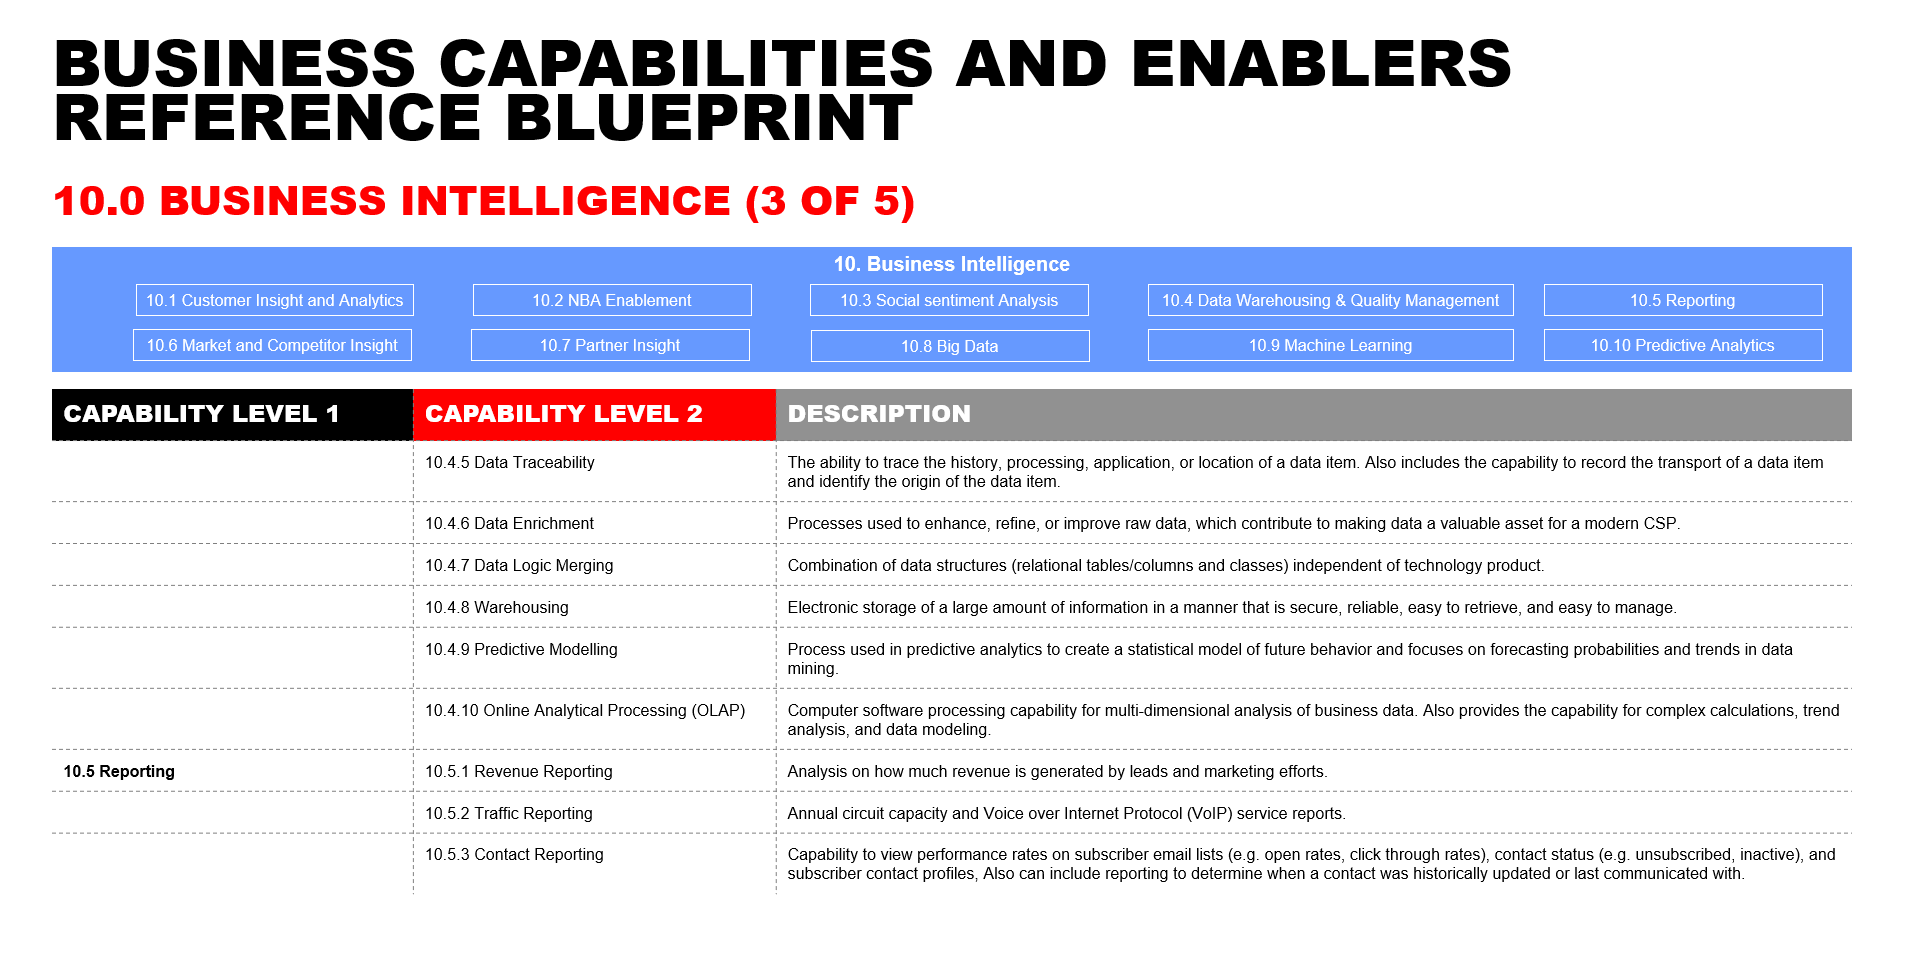 BUSINESS CAPABILITIES AND ENABLERS
REFERENCE BLUEPRINT
10.0 BUSINESS INTELLIGENCE (3 OF 5)
10. Business Intelligence
10.1 Customer Insight and Analytics
10.2 NBA Enablement
10.3 Social sentiment Analysis
10.4 Data Warehousing & Quality Management
10.5 Reporting
10.6 Market and Competitor Insight
10.7 Partner Insight
10.8 Big Data
10.9 Machine Learning
10.10 Predictive Analytics
CAPABILITY LEVEL 1
CAPABILITY LEVEL 2
DESCRIPTION
10.4.5 Data Traceability
The ability to trace the history, processing, application, or location of a data item. Also includes the capability to record the transport of a data item
and identify the origin of the data item.
10.4.6 Data Enrichment
Processes used to enhance, refine, or improve raw data, which contribute to making data a valuable asset for a modern CSP.
10.4.7 Data Logic Merging
Combination of data structures (relational tables/columns and classes) independent of technology product.
10.4.8 Warehousing
Electronic storage of a large amount of information in a manner that is secure, reliable, easy to retrieve, and easy to manage.
10.4.9 Predictive Modelling
Process used in predictive analytics to create a statistical model of future behavior and focuses on forecasting probabilities and trends in data
mining.
10.4.10 Online Analytical Processing (OLAP)
Computer software processing capability for multi-dimensional analysis of business data. Also provides the capability for complex calculations, trend
analysis, and data modeling.
10.5 Reporting
10.5.1 Revenue Reporting
Analysis on how much revenue is generated by leads and marketing efforts.
10.5.2 Traffic Reporting
Annual circuit capacity and Voice over Internet Protocol (VoIP) service reports.
10.5.3 Contact Reporting
Capability to view performance rates on subscriber email lists (e.g. open rates, click through rates), contact status (e.g. unsubscribed, inactive), and
subscriber contact profiles, Also can include reporting to determine when a contact was historically updated or last communicated with.